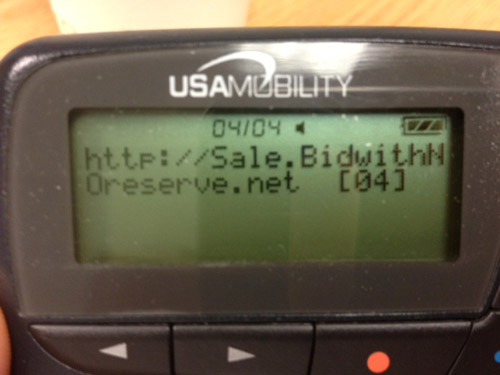 USAMOBILITY
04/04
http://Sale.BidwithN
Oreserve.net [04]